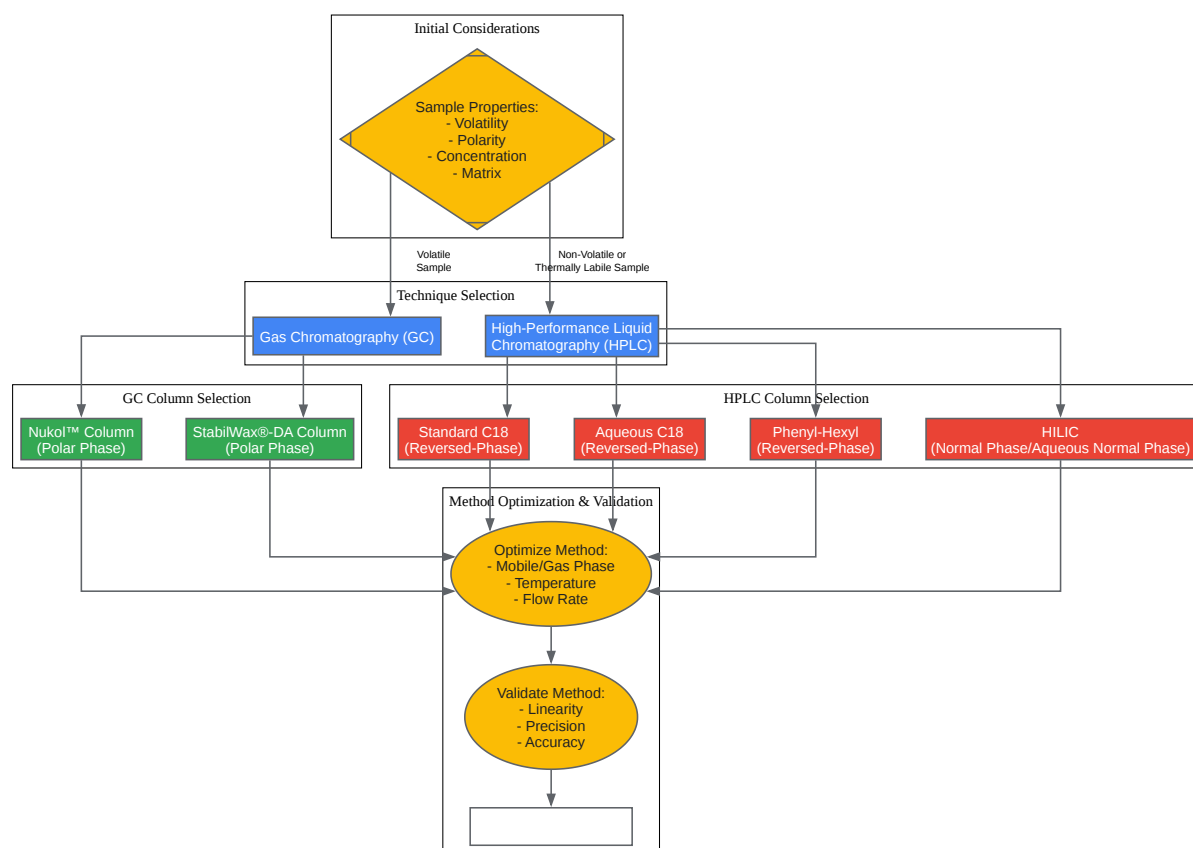 Initial Considerations
Sample Properties:
- Volatility
- Polarity
- Concentration
- Matrix
Volatile
Sample
Non-Volatile or
Thermally Labile Sample
Technique Selection
Gas Chromatography (GC)
High-Performance Liquid
Chromatography (HPLC)
GC Column Selection
HPLC Column Selection
Nukol™ Column
(Polar Phase)
StabilWax®-DA Column
(Polar Phase)
Standard C18
(Reversed-Phase)
Aqueous C18
(Reversed-Phase)
Phenyl-Hexyl
(Reversed-Phase)
HILIC
(Normal Phase/Aqueous Normal Phase)
Method Optimization & Validation
Optimize Method:
- Mobile/Gas Phase
- Temperature
- Flow Rate
Validate Method:
- Linearity
- Precision
- Accuracy